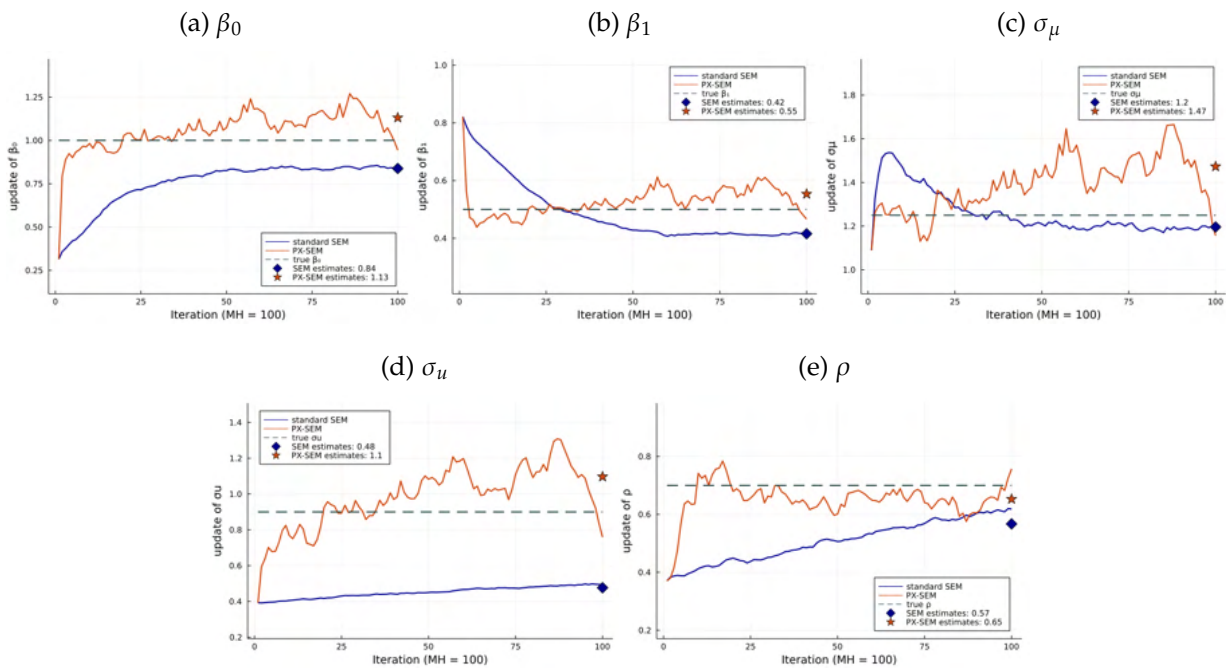 (a) β₀
(b) β₁
(c) σ_μ
update of β₀
1.25
1.00
0.75
0.50
0.25
standard SEM
PX-SEM
true β₀
SEM estimates: 0.84
PX-SEM estimates: 1.13
0
25
50
75
100
Iteration (MH = 100)
update of β₁
1.0
0.8
0.6
0.4
standard SEM
PX-SEM
true β₁
SEM estimates: 0.42
PX-SEM estimates: 0.55
0
25
50
75
100
Iteration (MH = 100)
update of σμ
1.8
1.6
1.4
1.2
1.0
standard SEM
PX-SEM
true σμ
SEM estimates: 1.2
PX-SEM estimates: 1.47
0
25
50
75
100
Iteration (MH = 100)
(d) σ_u
(e) ρ
update of σu
1.4
1.2
1.0
0.8
0.6
0.4
0.2
standard SEM
PX-SEM
true σu
SEM estimates: 0.48
PX-SEM estimates: 1.1
0
25
50
75
100
Iteration (MH = 100)
update of ρ
0.8
0.6
0.4
0.2
standard SEM
PX-SEM
true ρ
SEM estimates: 0.57
PX-SEM estimates: 0.65
0
25
50
75
100
Iteration (MH = 100)